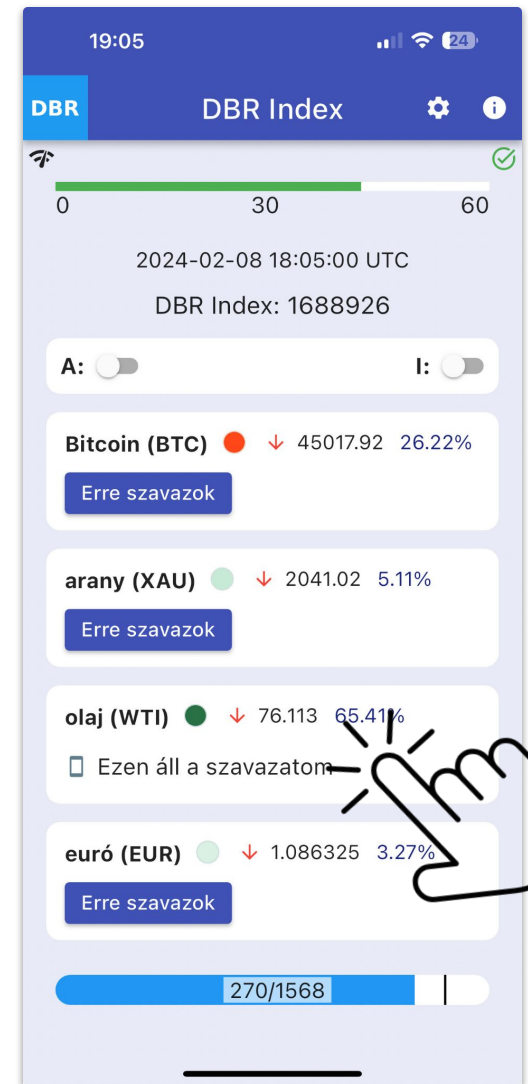 19:05 24
DBR DBR Index
0 30 60
2024-02-08 18:05:00 UTC
DBR Index: 1688926
A: I:
Bitcoin (BTC) 45017.92 26.22%
Erre szavazok
arany (XAU) 2041.02 5.11%
Erre szavazok
olaj (WTI) 76.113 65.41%
Ezen áll a szavazatom
euró (EUR) 1.086325 3.27%
Erre szavazok
270/1568